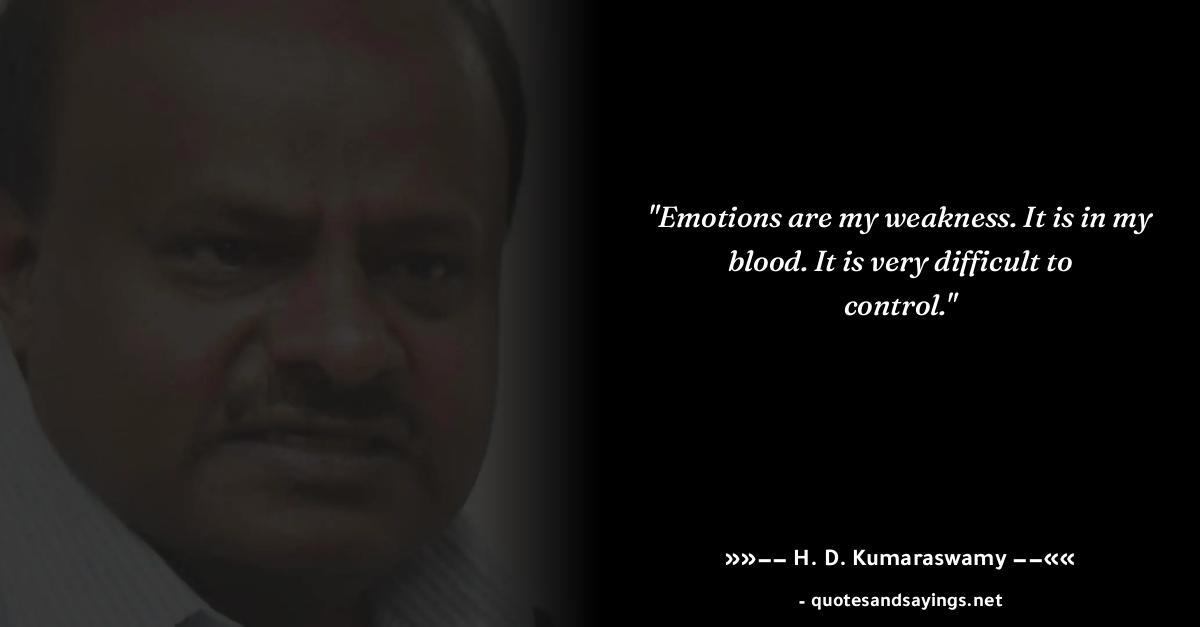 "Emotions are my weakness. It is in my
blood. It is very difficult to
control."
»»−− H. D. Kumaraswamy −−««
- quotesandsayings.net